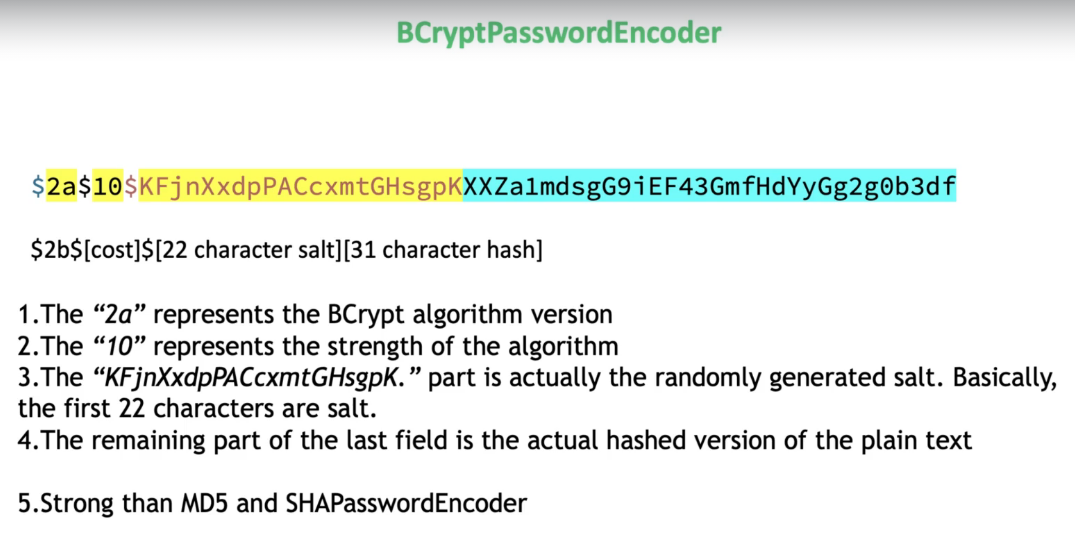 BCryptPasswordEncoder
$2a$10$KFjnXxdpPACcxmtGHsgpKXXZa1mdsgG9iEF43GmfHdYyGg2g0b3df
$2b$[cost]$[22 character salt][31 character hash]
1.The “2a” represents the BCrypt algorithm version
2.The “10” represents the strength of the algorithm
3.The “KFjnXxdpPACcxmtGHsgpK.” part is actually the randomly generated salt. Basically,
the first 22 characters are salt.
4.The remaining part of the last field is the actual hashed version of the plain text
5.Strong than MD5 and SHAPasswordEncoder